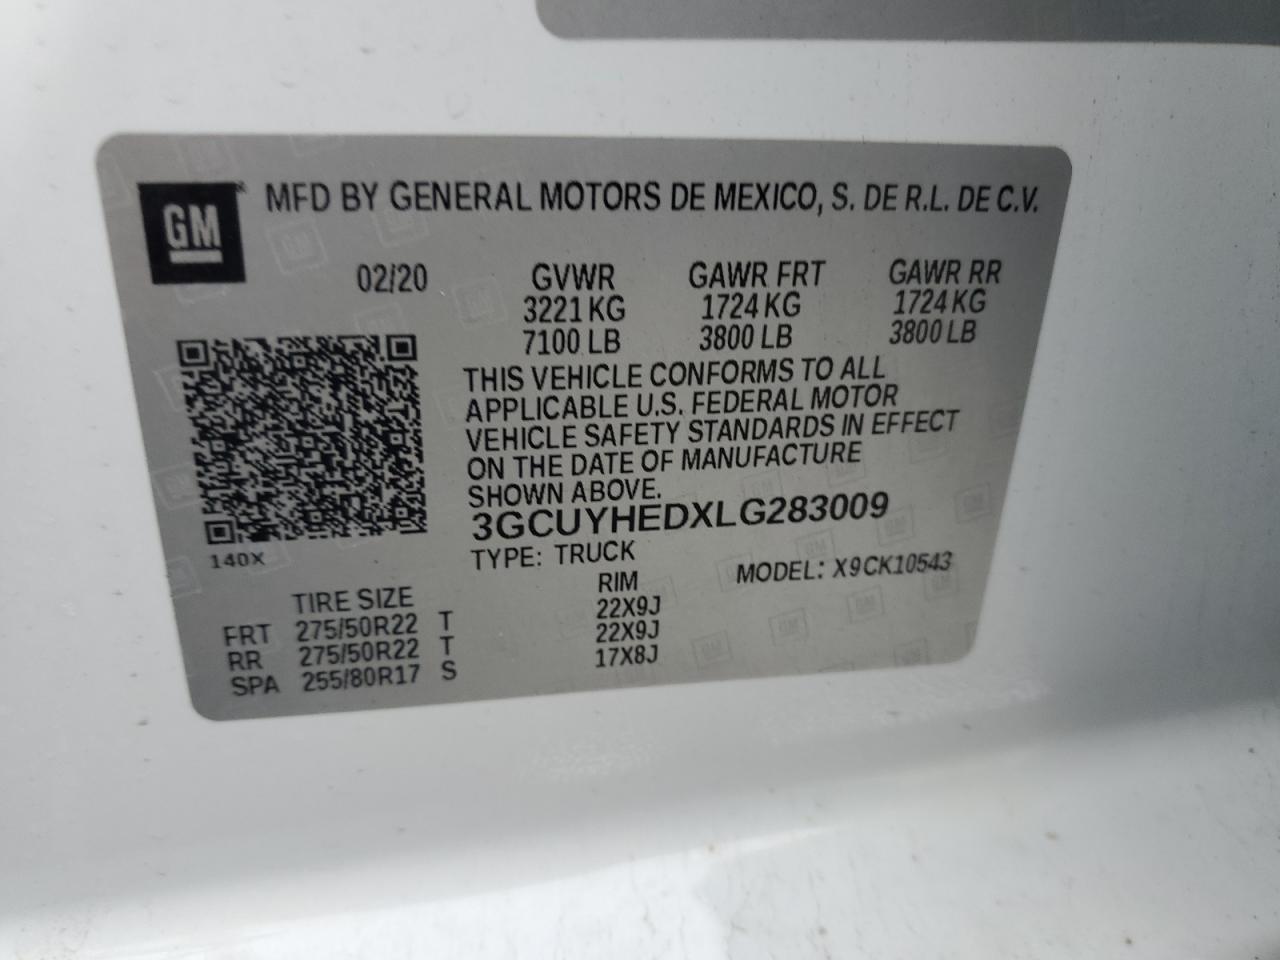 GM
MFD BY GENERAL MOTORS DE MEXICO, S. DE R.L. DE C.V.
02/20 GVWR GAWR FRT GAWR RR
3221 KG 1724 KG 1724 KG
7100 LB 3800 LB 3800 LB
THIS VEHICLE CONFORMS TO ALL
APPLICABLE U.S. FEDERAL MOTOR
VEHICLE SAFETY STANDARDS IN EFFECT
ON THE DATE OF MANUFACTURE
SHOWN ABOVE.
3GCUYHEDXLG283009
140X
TYPE: TRUCK MODEL: X9CK10543
TIRE SIZE RIM
FRT 275/50R22 T 22X9J
RR 275/50R22 T 22X9J
SPA 255/80R17 S 17X8J